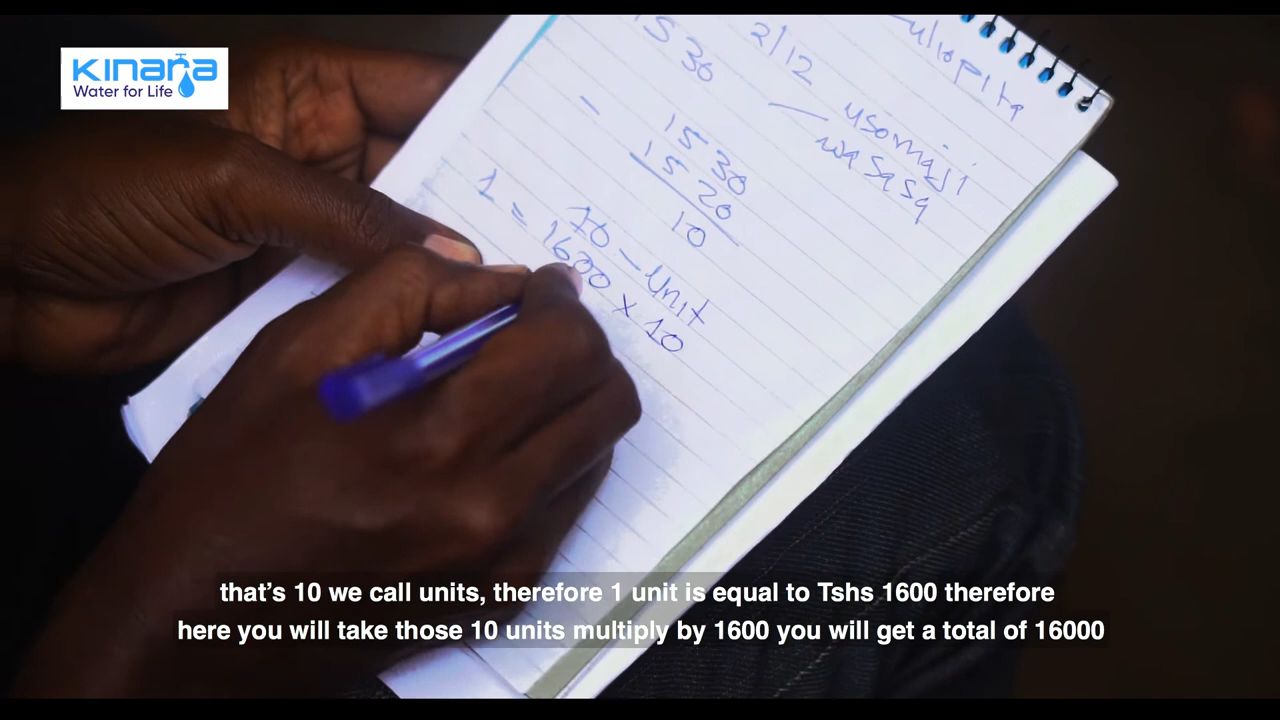 kinara
Water for Life
1530
2/12
uliopita
usomaji
wa sasa
- 1530
1520
10
10 - unit
1 = 1600 x 10
that's 10 we call units, therefore 1 unit is equal to Tshs 1600 therefore
here you will take those 10 units multiply by 1600 you will get a total of 16000